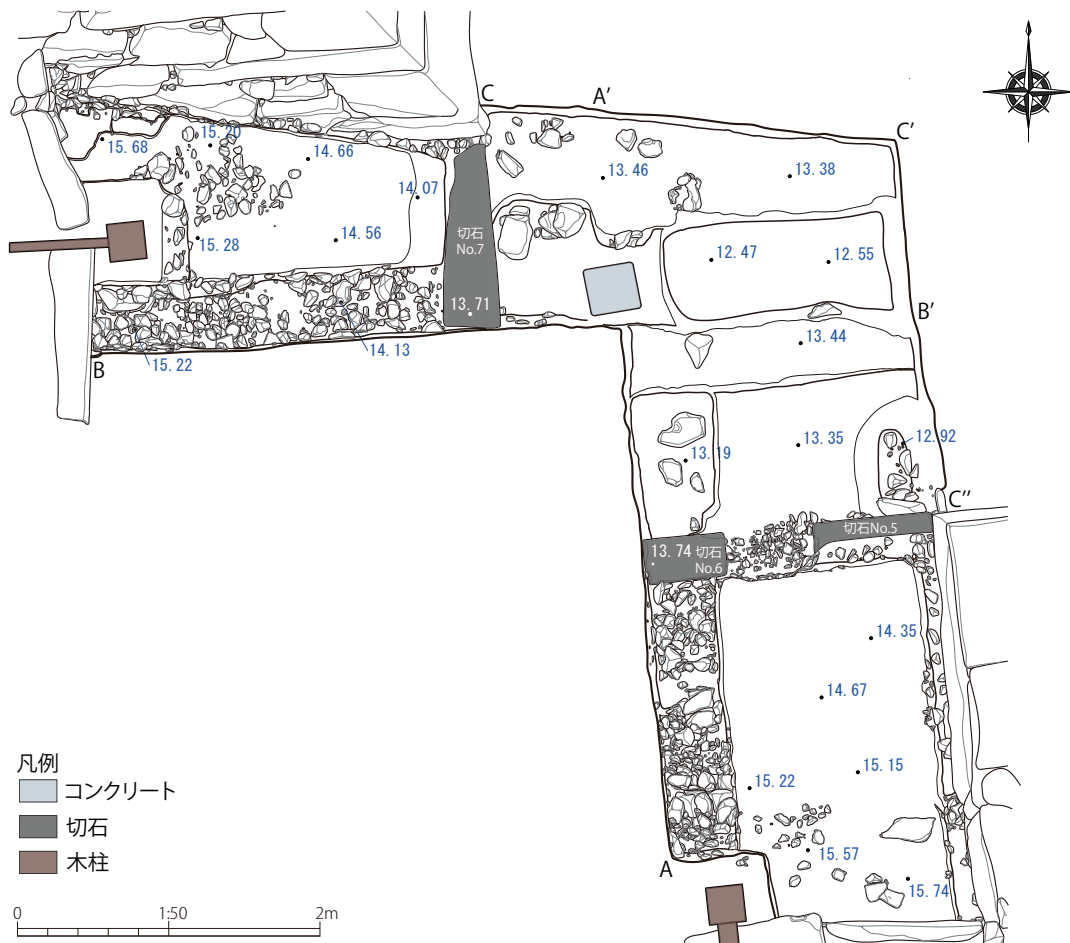 C
A'
C'
15. 68
15. 20
14. 66
14. 07
13. 46
13. 38
切石
No.7
15. 28
14. 56
12. 47
12. 55
13. 71
B'
13. 44
14. 13
15. 22
B
13. 19
13. 35
12. 92
C''
切石No.5
13. 74 切石
No.6
14. 35
14. 67
15. 15
15. 22
15. 57
15. 74
A
凡例
コンクリート
切石
木柱
0 1:50 2m